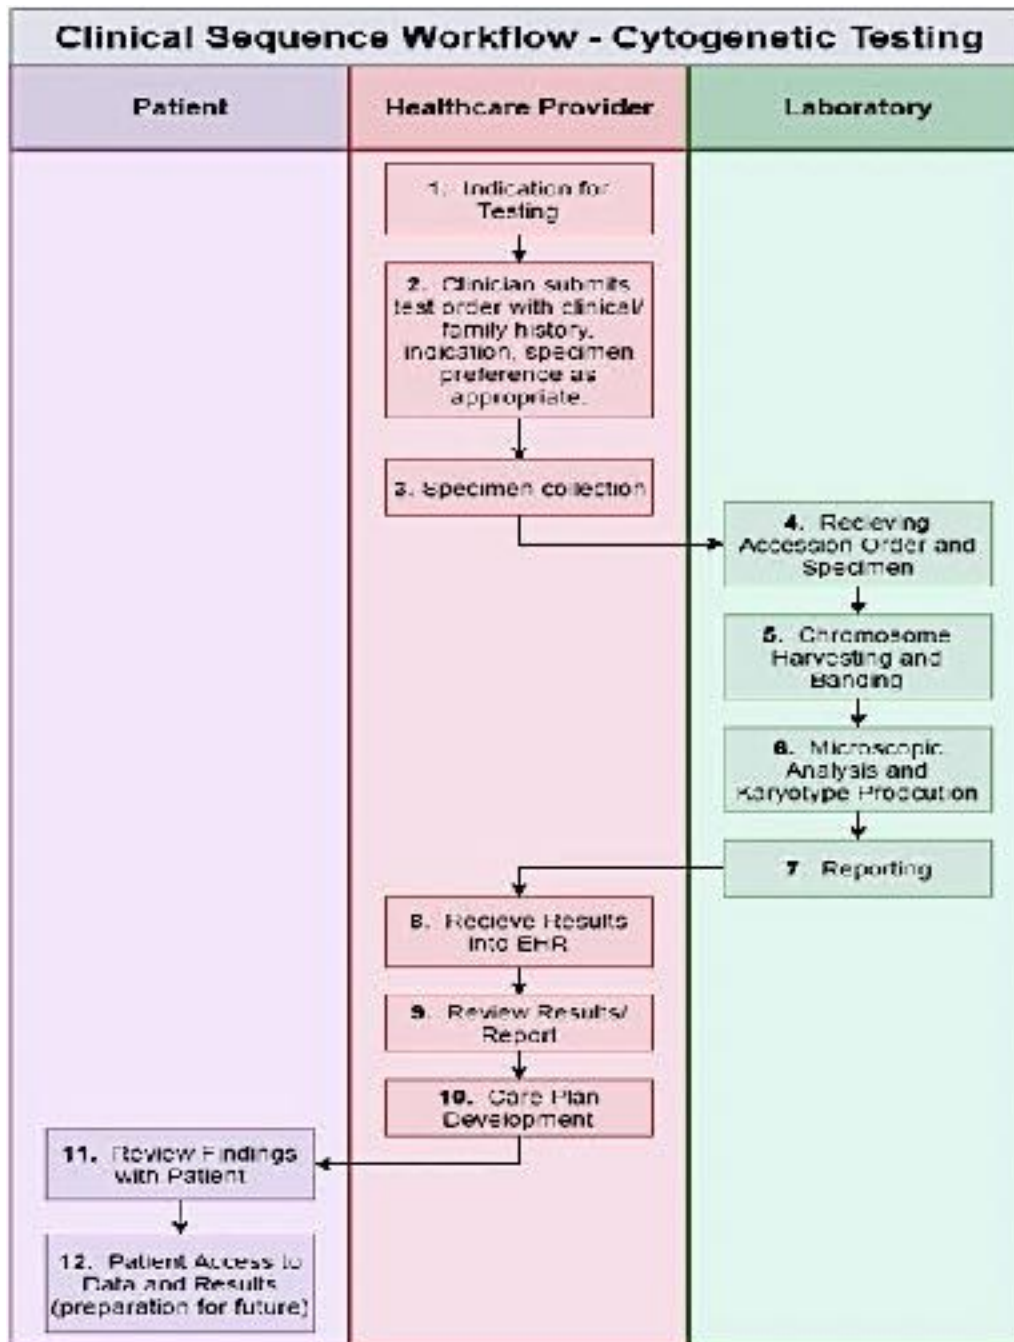 Clinical Sequence Workflow - Cytogenetic Testing
Patient
Healthcare Provider
Laboratory
1. Indication for
Testing
2. Clinician submits
test order with clinical/
family history,
indication, specimen
preference as
appropriate.
3. Specimen collection
4. Recieving
Accession Order and
Specimen
5. Chromosome
Harvesting and
Banding
6. Microscopic
Analysis and
Karyotype Prodcution
7. Reporting
8. Recieve Results
into EHR
9. Review Results/
Report
10. Care Plan
Development
11. Review Findings
with Patient
12. Patient Access to
Data and Results
(preparation for future)